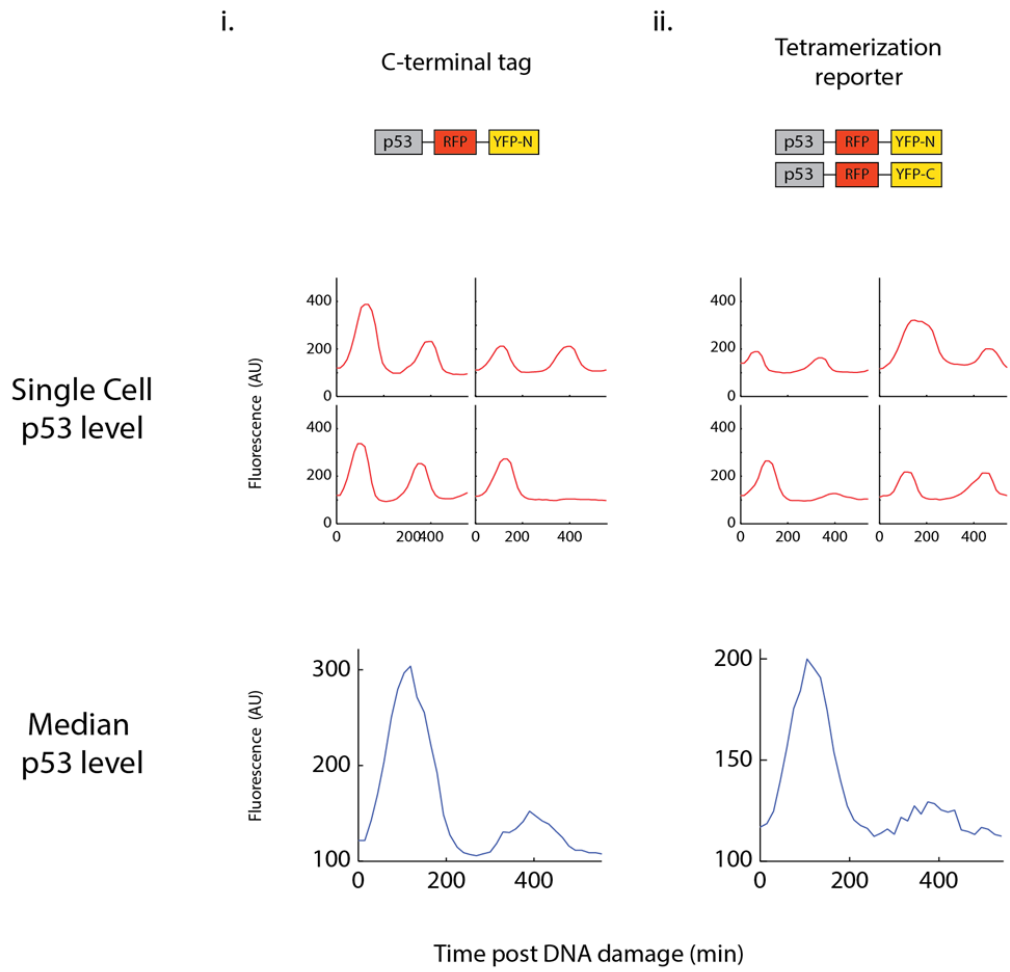 i.
ii.
C-terminal tag
Tetramerization
reporter
p53 RFP YFP-N
p53 RFP YFP-N
p53 RFP YFP-C
Single Cell
p53 level
Fluorescence (AU)
400
200
0
400
200
0
0 200400 0 200 400
400
200
0
400
200
0
0 200 400 0 200 400
Median
p53 level
Fluorescence (AU)
300
200
100
0 200 400
200
150
100
0 200 400
Time post DNA damage (min)